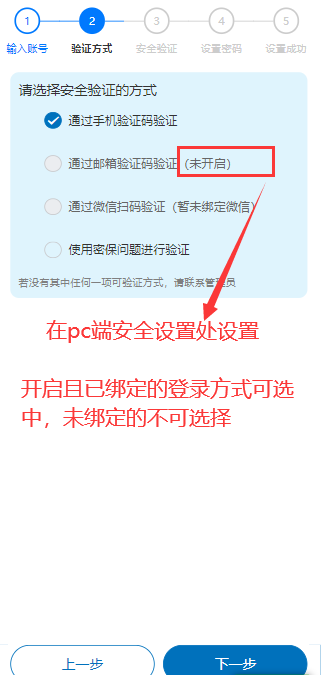 1 2 3 4 5
输入账号 验证方式 安全验证 设置密码 设置成功
请选择安全验证的方式
通过手机验证码验证
通过邮箱验证码验证（未开启）
通过微信扫码验证（暂未绑定微信）
使用密保问题进行验证
若没有其中任何一项可验证方式，请联系管理员
在pc端安全设置处设置
开启且已绑定的登录方式可选
中，未绑定的不可选择
上一步 下一步